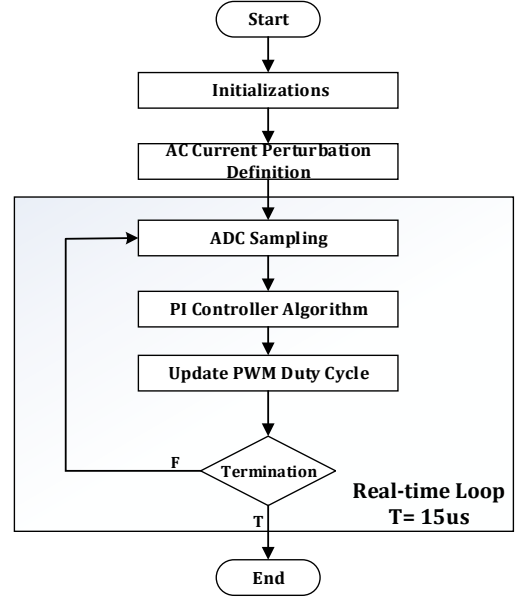 Start
Initializations
AC Current Perturbation
Definition
ADC Sampling
PI Controller Algorithm
Update PWM Duty Cycle
F
Termination
Real-time Loop
T= 15us
T
End